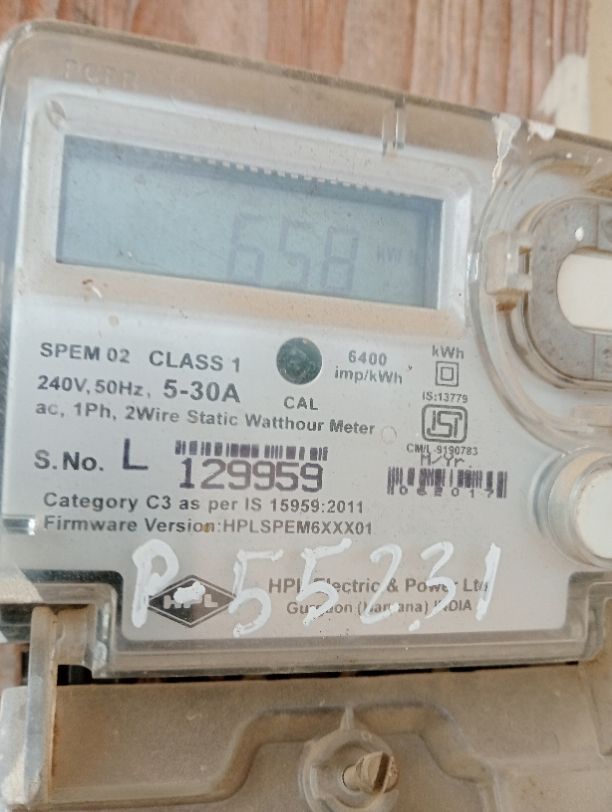 658 kWh
SPEM 02 CLASS 1
6400
imp/kWh
kWh
240V, 50Hz, 5-30A
CAL
IS:13779
ac, 1Ph, 2Wire Static Watthour Meter
ISI
CM/L-9190783
M/Yr.
S.No. L 129959
062017
Category C3 as per IS 15959:2011
Firmware Version:HPLSPEM6XXX01
P-55231
HPL
HPL Electric & Power Ltd
Gurgaon (Haryana) INDIA